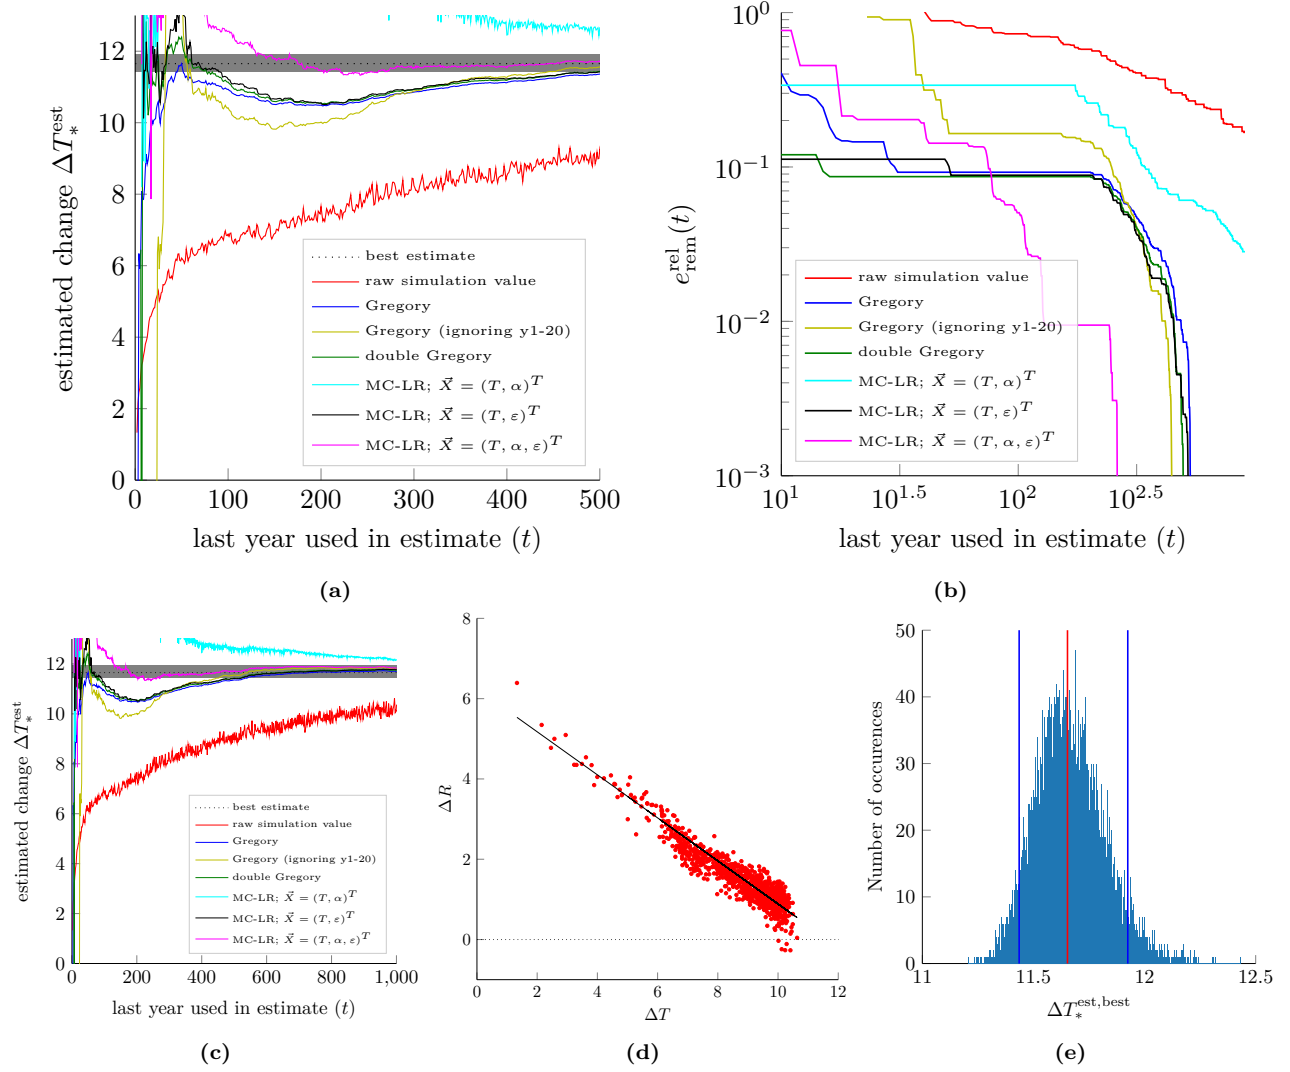 12
10
8
6
4
2
0
estimated change ΔT*^est
best estimate
raw simulation value
Gregory
Gregory (ignoring y1-20)
double Gregory
MC-LR; X⃗ = (T, α)^T
MC-LR; X⃗ = (T, ε)^T
MC-LR; X⃗ = (T, α, ε)^T
0 100 200 300 400 500
last year used in estimate (t)
(a)
10^0
10^−1
10^−2
10^−3
e_rem^rel(t)
raw simulation value
Gregory
Gregory (ignoring y1-20)
double Gregory
MC-LR; X⃗ = (T, α)^T
MC-LR; X⃗ = (T, ε)^T
MC-LR; X⃗ = (T, α, ε)^T
10^1 10^1.5 10^2 10^2.5
last year used in estimate (t)
(b)
12
10
8
6
4
2
0
estimated change ΔT*^est
best estimate
raw simulation value
Gregory
Gregory (ignoring y1-20)
double Gregory
MC-LR; X⃗ = (T, α)^T
MC-LR; X⃗ = (T, ε)^T
MC-LR; X⃗ = (T, α, ε)^T
0 200 400 600 800 1,000
last year used in estimate (t)
(c)
8
6
4
2
0
ΔR
0 2 4 6 8 10 12
ΔT
(d)
50
40
30
20
10
0
Number of occurences
11 11.5 12 12.5
ΔT*^est,best
(e)